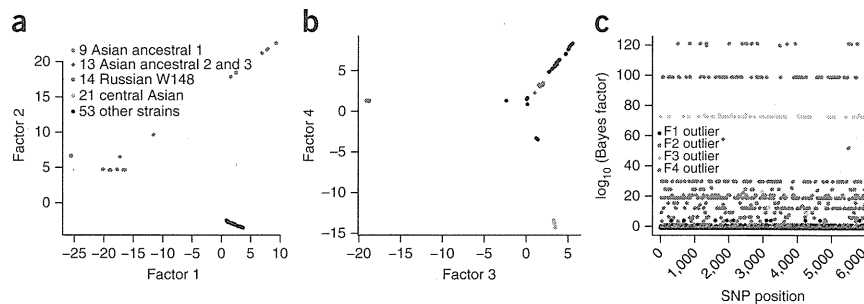 a
9 Asian ancestral 1
13 Asian ancestral 2 and 3
14 Russian W148
21 central Asian
53 other strains
20
15
10
5
0
Factor 2
−25 −20 −15 −10 −5 0 5 10
Factor 1
b
5
0
−5
−10
−15
Factor 4
−20 −15 −10 −5 0 5
Factor 3
c
120
100
80
60
40
20
0
log10 (Bayes factor)
F1 outlier
F2 outlier
F3 outlier
F4 outlier
0 1,000 2,000 3,000 4,000 5,000 6,000
SNP position